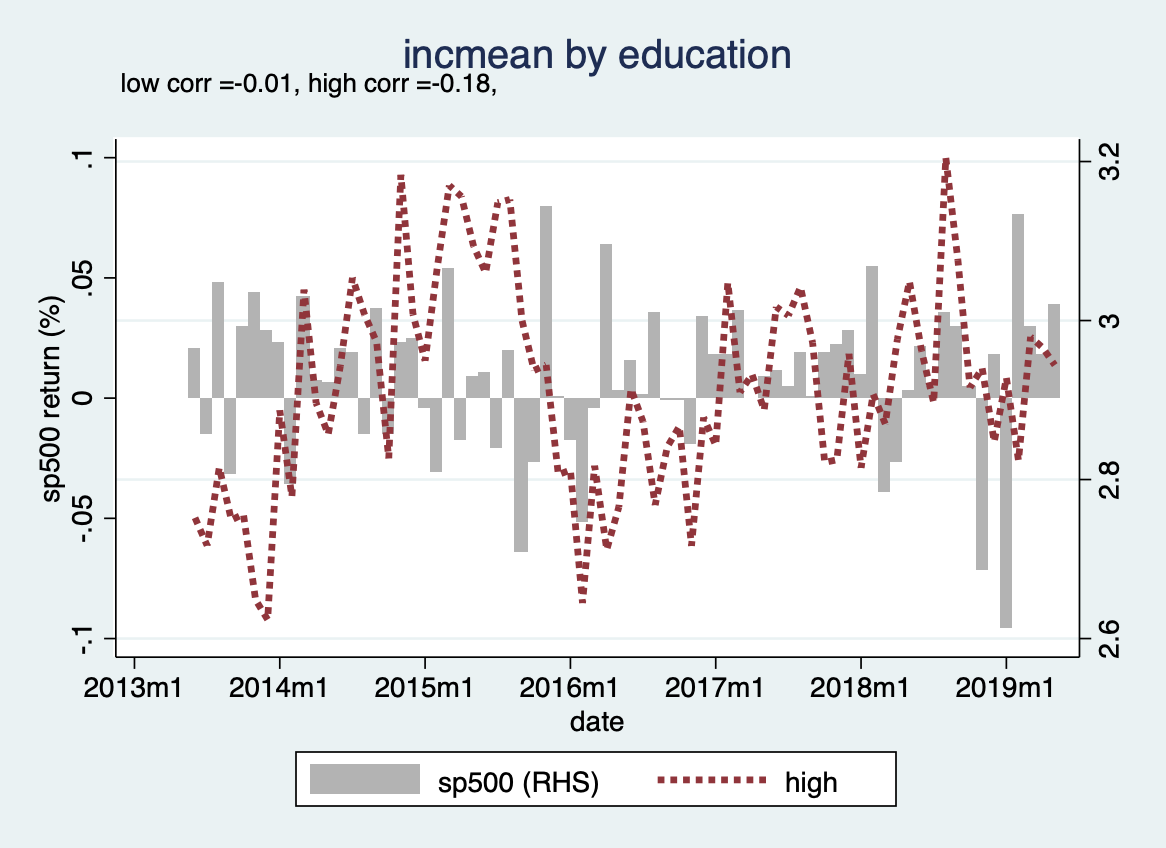 incmean by education
low corr =-0.01, high corr =-0.18,
sp500 return (%)
.1
.05
0
-.05
-.1
3.2
3
2.8
2.6
2013m1 2014m1 2015m1 2016m1 2017m1 2018m1 2019m1
date
sp500 (RHS) high